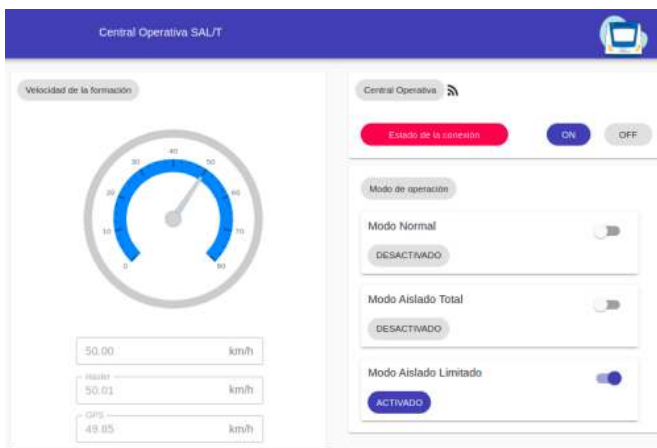 Central Operativa SAL/T
Velocidad de la formación
0
10
20
30
40
50
60
70
80
50.00 km/h
Hasler
50.01 km/h
GPS
49.85 km/h
Central Operativa
Estado de la conexión
ON
OFF
Modo de operación
Modo Normal
DESACTIVADO
Modo Aislado Total
DESACTIVADO
Modo Aislado Limitado
ACTIVADO